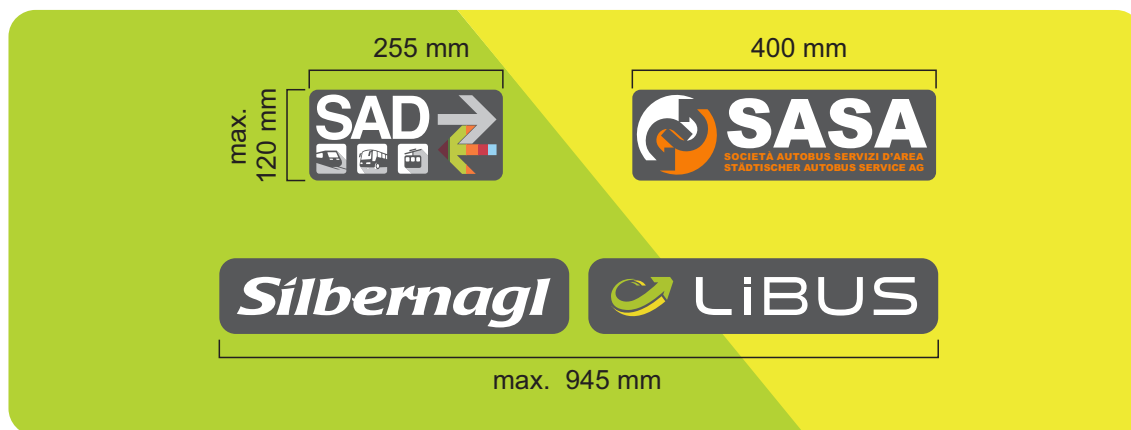 255 mm
400 mm
max.
120 mm
SAD
SASA
SOCIETÀ AUTOBUS SERVIZI D'AREA
STÄDTISCHER AUTOBUS SERVICE AG
Silbernagl
LiBUS
max. 945 mm